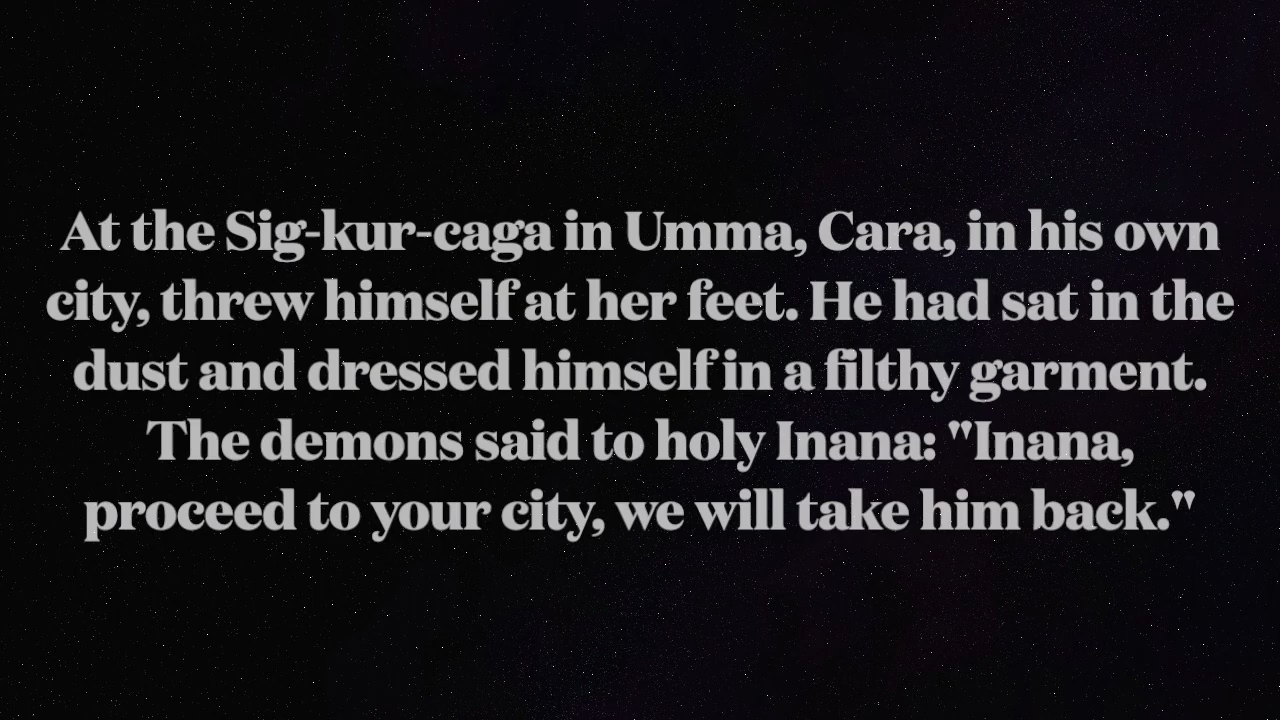 At the Sig-kur-caga in Umma, Cara, in his own
city, threw himself at her feet. He had sat in the
dust and dressed himself in a filthy garment.
The demons said to holy Inana: "Inana,
proceed to your city, we will take him back."